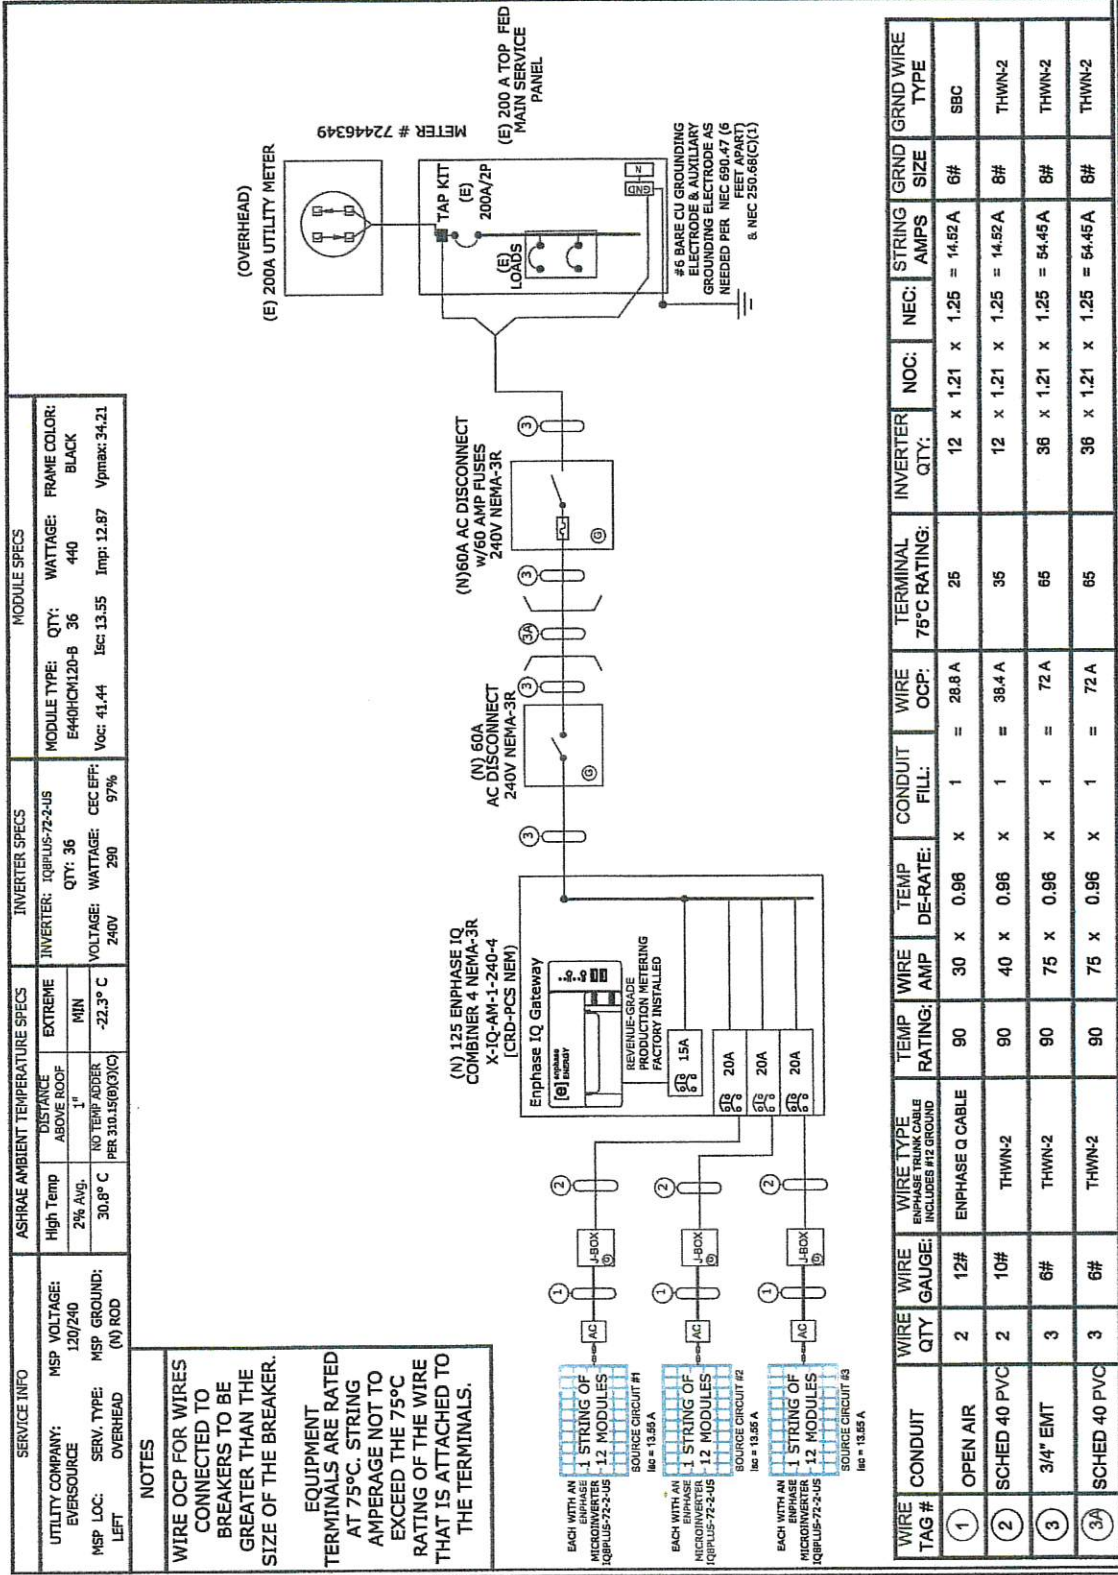 SERVICE INFO
UTILITY COMPANY: MSP VOLTAGE:
EVERSOURCE 120/240
MSP LOC: SERV. TYPE: MSP GROUND:
LEFT OVERHEAD (N) ROD
ASHRAE AMBIENT TEMPERATURE SPECS
High Temp DISTANCE ABOVE ROOF EXTREME
2% Avg. 1" MIN
30.8° C NO TEMP ADDER PER 310.15(B)(3)(C) -22.3° C
INVERTER SPECS
INVERTER: IQ8PLUS-72-2-US
QTY: 36
VOLTAGE: WATTAGE: CEC EFF:
240V 290 97%
MODULE SPECS
MODULE TYPE: QTY: WATTAGE: FRAME COLOR:
E440HCM120-B 36 440 BLACK
Voc: 41.44 Isc: 13.55 Imp: 12.87 Vpmax: 34.21
NOTES
WIRE OCP FOR WIRES
CONNECTED TO
BREAKERS TO BE
GREATER THAN THE
SIZE OF THE BREAKER.
EQUIPMENT
TERMINALS ARE RATED
AT 75°C. STRING
AMPERAGE NOT TO
EXCEED THE 75°C
RATING OF THE WIRE
THAT IS ATTACHED TO
THE TERMINALS.
EACH WITH AN
ENPHASE
MICROINVERTER
IQ8PLUS-72-2-US
1 STRING OF
12 MODULES
SOURCE CIRCUIT #1
Isc = 13.55 A
AC
1
J-BOX
G
2
EACH WITH AN
ENPHASE
MICROINVERTER
IQ8PLUS-72-2-US
1 STRING OF
12 MODULES
SOURCE CIRCUIT #2
Isc = 13.55 A
AC
1
J-BOX
G
2
EACH WITH AN
ENPHASE
MICROINVERTER
IQ8PLUS-72-2-US
1 STRING OF
12 MODULES
SOURCE CIRCUIT #3
Isc = 13.55 A
AC
1
J-BOX
G
2
(N) 125 ENPHASE IQ
COMBINER 4 NEMA-3R
X-IQ-AM-1-240-4
[CRD-PCS NEM]
Enphase IQ Gateway
[e] enphase ENERGY
REVENUE-GRADE
PRODUCTION METERING
FACTORY INSTALLED
15A
20A
20A
20A
3
(N) 60A
AC DISCONNECT
240V NEMA-3R
G
3
3A
3
(N)60A AC DISCONNECT
w/60 AMP FUSES
240V NEMA-3R
G
3
(OVERHEAD)
(E) 200A UTILITY METER
METER # 72446349
TAP KIT
(E)
200A/2P
(E)
LOADS
GND
N
(E) 200 A TOP FED
MAIN SERVICE
PANEL
#6 BARE CU GROUNDING
ELECTRODE & AUXILIARY
GROUNDING ELECTRODE AS
NEEDED PER NEC 690.47 (6
FEET APART)
& NEC 250.68(C)(1)
WIRE TAG # CONDUIT WIRE QTY WIRE GAUGE: WIRE TYPE ENPHASE TRUNK CABLE INCLUDES #12 GROUND TEMP RATING: WIRE AMP TEMP DE-RATE: CONDUIT FILL: WIRE OCP: TERMINAL 75°C RATING: INVERTER QTY: NOC: NEC: STRING AMPS GRND SIZE GRND WIRE TYPE
1 OPEN AIR 2 12# ENPHASE Q CABLE 90 30 x 0.96 x 1 = 28.8 A 25 12 x 1.21 x 1.25 = 14.52 A 6# SBC
2 SCHED 40 PVC 2 10# THWN-2 90 40 x 0.96 x 1 = 38.4 A 35 12 x 1.21 x 1.25 = 14.52 A 8# THWN-2
3 3/4" EMT 3 6# THWN-2 90 75 x 0.96 x 1 = 72 A 65 36 x 1.21 x 1.25 = 54.45 A 8# THWN-2
3A SCHED 40 PVC 3 6# THWN-2 90 75 x 0.96 x 1 = 72 A 65 36 x 1.21 x 1.25 = 54.45 A 8# THWN-2